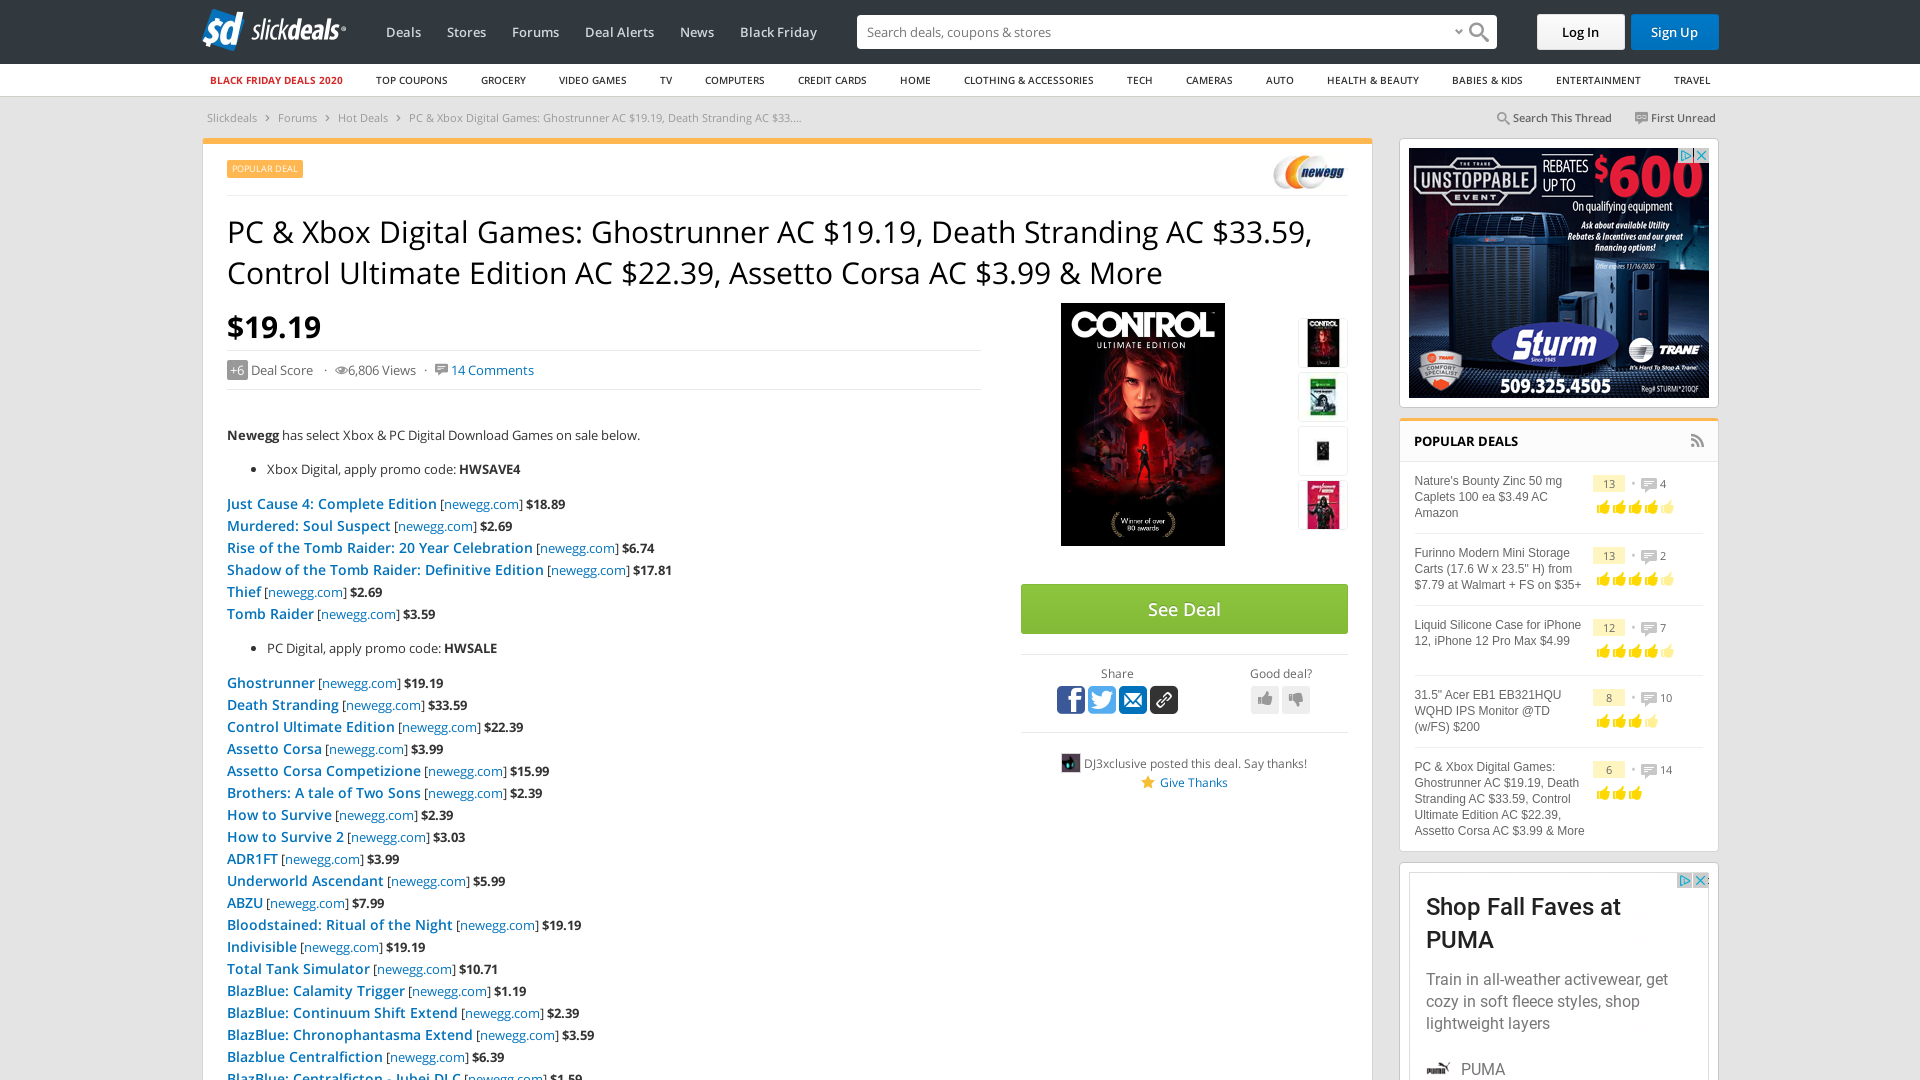 slickdeals
Deals
Stores
Forums
Deal Alerts
News
Black Friday
Search deals, coupons & stores
Log In
Sign Up
BLACK FRIDAY DEALS 2020
TOP COUPONS
GROCERY
VIDEO GAMES
TV
COMPUTERS
CREDIT CARDS
HOME
CLOTHING & ACCESSORIES
TECH
CAMERAS
AUTO
HEALTH & BEAUTY
BABIES & KIDS
ENTERTAINMENT
TRAVEL
Slickdeals > Forums > Hot Deals > PC & Xbox Digital Games: Ghostrunner AC $19.19, Death Stranding AC $33....
Search This Thread
First Unread
POPULAR DEAL
newegg
PC & Xbox Digital Games: Ghostrunner AC $19.19, Death Stranding AC $33.59,
Control Ultimate Edition AC $22.39, Assetto Corsa AC $3.99 & More
$19.19
+6 Deal Score · 6,806 Views · 14 Comments
Newegg has select Xbox & PC Digital Download Games on sale below.
• Xbox Digital, apply promo code: HWSAVE4
Just Cause 4: Complete Edition [newegg.com] $18.89
Murdered: Soul Suspect [newegg.com] $2.69
Rise of the Tomb Raider: 20 Year Celebration [newegg.com] $6.74
Shadow of the Tomb Raider: Definitive Edition [newegg.com] $17.81
Thief [newegg.com] $2.69
Tomb Raider [newegg.com] $3.59
• PC Digital, apply promo code: HWSALE
Ghostrunner [newegg.com] $19.19
Death Stranding [newegg.com] $33.59
Control Ultimate Edition [newegg.com] $22.39
Assetto Corsa [newegg.com] $3.99
Assetto Corsa Competizione [newegg.com] $15.99
Brothers: A tale of Two Sons [newegg.com] $2.39
How to Survive [newegg.com] $2.39
How to Survive 2 [newegg.com] $3.03
ADR1FT [newegg.com] $3.99
Underworld Ascendant [newegg.com] $5.99
ABZU [newegg.com] $7.99
Bloodstained: Ritual of the Night [newegg.com] $19.19
Indivisible [newegg.com] $19.19
Total Tank Simulator [newegg.com] $10.71
BlazBlue: Calamity Trigger [newegg.com] $1.19
BlazBlue: Continuum Shift Extend [newegg.com] $2.39
BlazBlue: Chronophantasma Extend [newegg.com] $3.59
Blazblue Centralfiction [newegg.com] $6.39
BlazBlue: Centralficton - Jubei DLC [newegg.com] $1.59
CONTROL
ULTIMATE EDITION
Winner of over
80 awards
CONTROL
See Deal
Share
Good deal?
DJ3xclusive posted this deal. Say thanks!
Give Thanks
THE TRANE
UNSTOPPABLE
EVENT
REBATES
UP TO $600
On qualifying equipment
Ask about available Utility
Rebates & Incentives and our great
financing options!
Offer expires 11/16/2020
Sturm
Since 1945
TRANE
It's Hard To Stop A Trane.
TRANE
COMFORT
SPECIALIST
509.325.4505
Reg# STURMI*210QF
POPULAR DEALS
Nature's Bounty Zinc 50 mg
Caplets 100 ea $3.49 AC
Amazon
13 • 4
Furinno Modern Mini Storage
Carts (17.6 W x 23.5" H) from
$7.79 at Walmart + FS on $35+
13 • 2
Liquid Silicone Case for iPhone
12, iPhone 12 Pro Max $4.99
12 • 7
31.5" Acer EB1 EB321HQU
WQHD IPS Monitor @TD
(w/FS) $200
8 • 10
PC & Xbox Digital Games:
Ghostrunner AC $19.19, Death
Stranding AC $33.59, Control
Ultimate Edition AC $22.39,
Assetto Corsa AC $3.99 & More
6 • 14
Shop Fall Faves at
PUMA
Train in all-weather activewear, get
cozy in soft fleece styles, shop
lightweight layers
PUMA